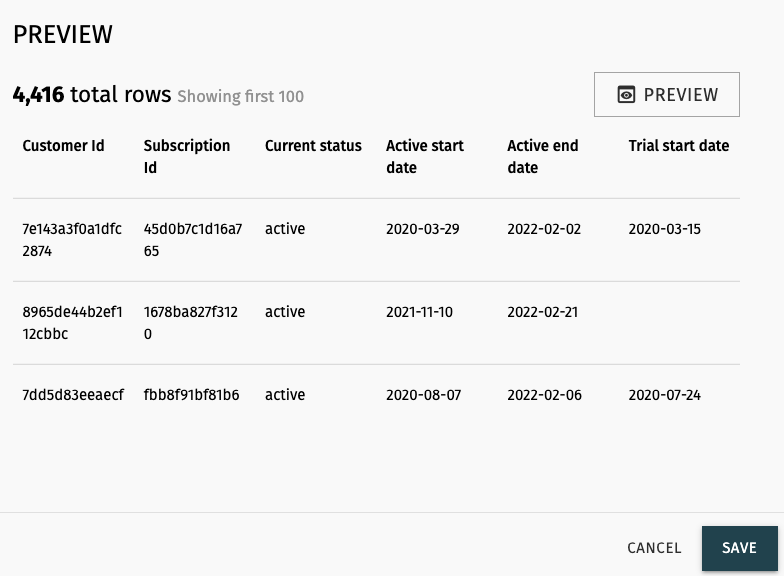 PREVIEW
4,416 total rows Showing first 100
PREVIEW
Customer Id Subscription Id Current status Active start date Active end date Trial start date
7e143a3f0a1dfc2874 45d0b7c1d16a765 active 2020-03-29 2022-02-02 2020-03-15
8965de44b2ef112cbbc 1678ba827f3120 active 2021-11-10 2022-02-21
7dd5d83eeaecf fbb8f91bf81b6 active 2020-08-07 2022-02-06 2020-07-24
CANCEL SAVE